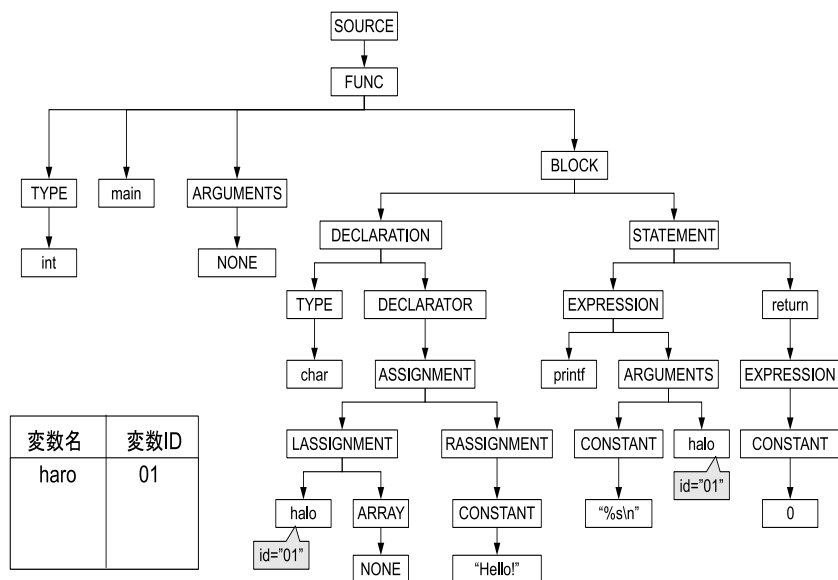 SOURCE
FUNC
BLOCK
TYPE main ARGUMENTS
DECLARATION STATEMENT
int NONE
TYPE DECLARATOR EXPRESSION return
char ASSIGNMENT printf ARGUMENTS EXPRESSION
変数名 変数ID
LASSIGNMENT RASSIGNMENT CONSTANT halo CONSTANT
haro 01
id="01"
halo ARRAY CONSTANT "%s\n" 0
id="01"
NONE "Hello!"